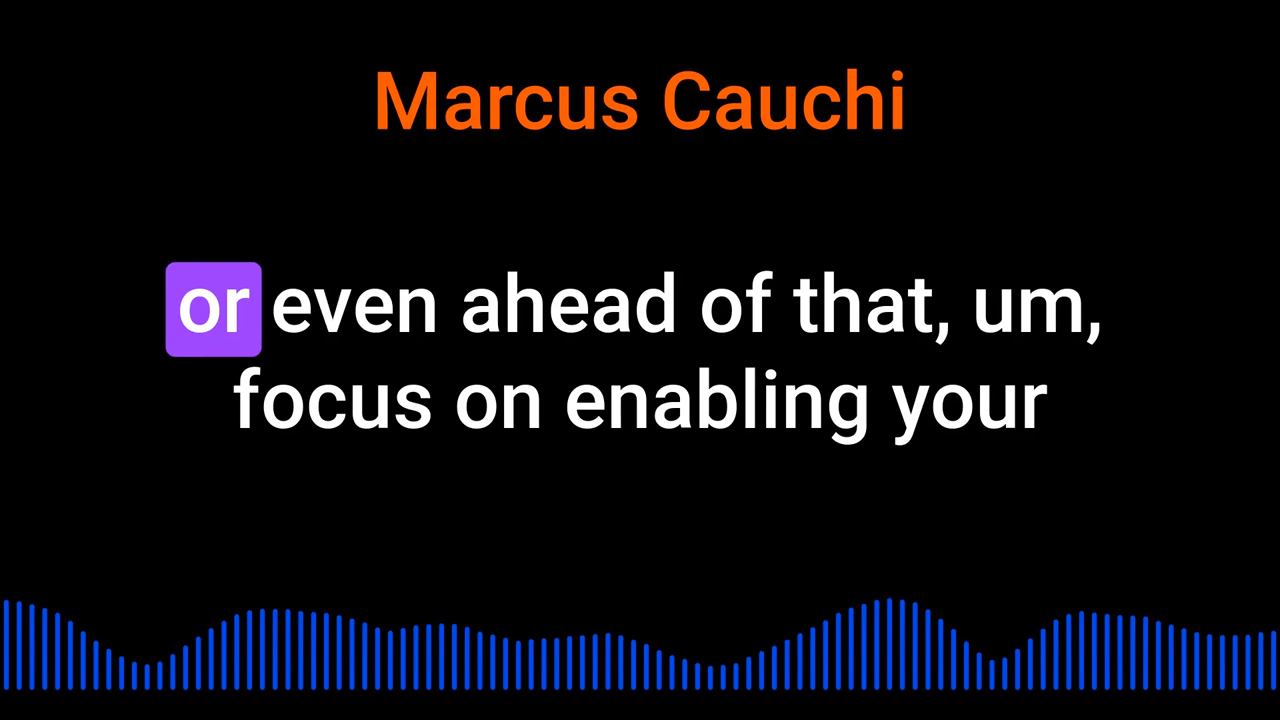 Marcus Cauchi
or even ahead of that, um,
focus on enabling your